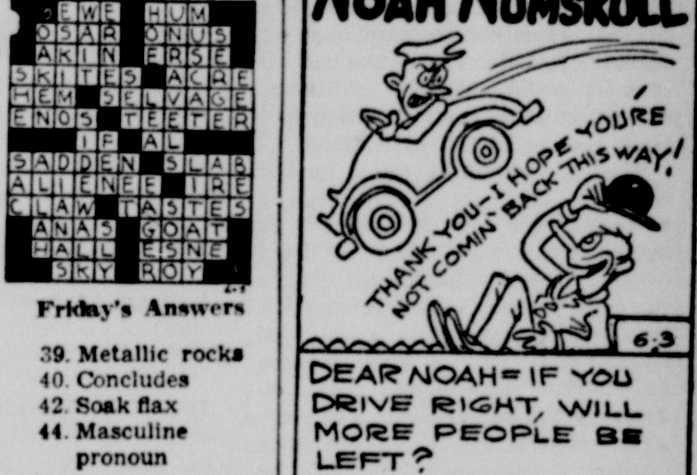 EWE HUM
OSAR ONUS
AKIN ERSE
SKITES ACRE
HEM SELVAGE
ENOS TEETER
IF AL
SADDEN SLAB
ALIENEE IRE
CLAW TASTES
ANAS GOAT
HALL ESNE
SKY ROY
6-3
Friday's Answers
39. Metallic rocks
40. Concludes
42. Soak flax
44. Masculine
pronoun
NOAH NUMSKULL
THANK YOU-I HOPE YOU'RE
NOT COMIN' BACK THIS WAY!
6-3
DEAR NOAH= IF YOU
DRIVE RIGHT, WILL
MORE PEOPLE BE
LEFT?